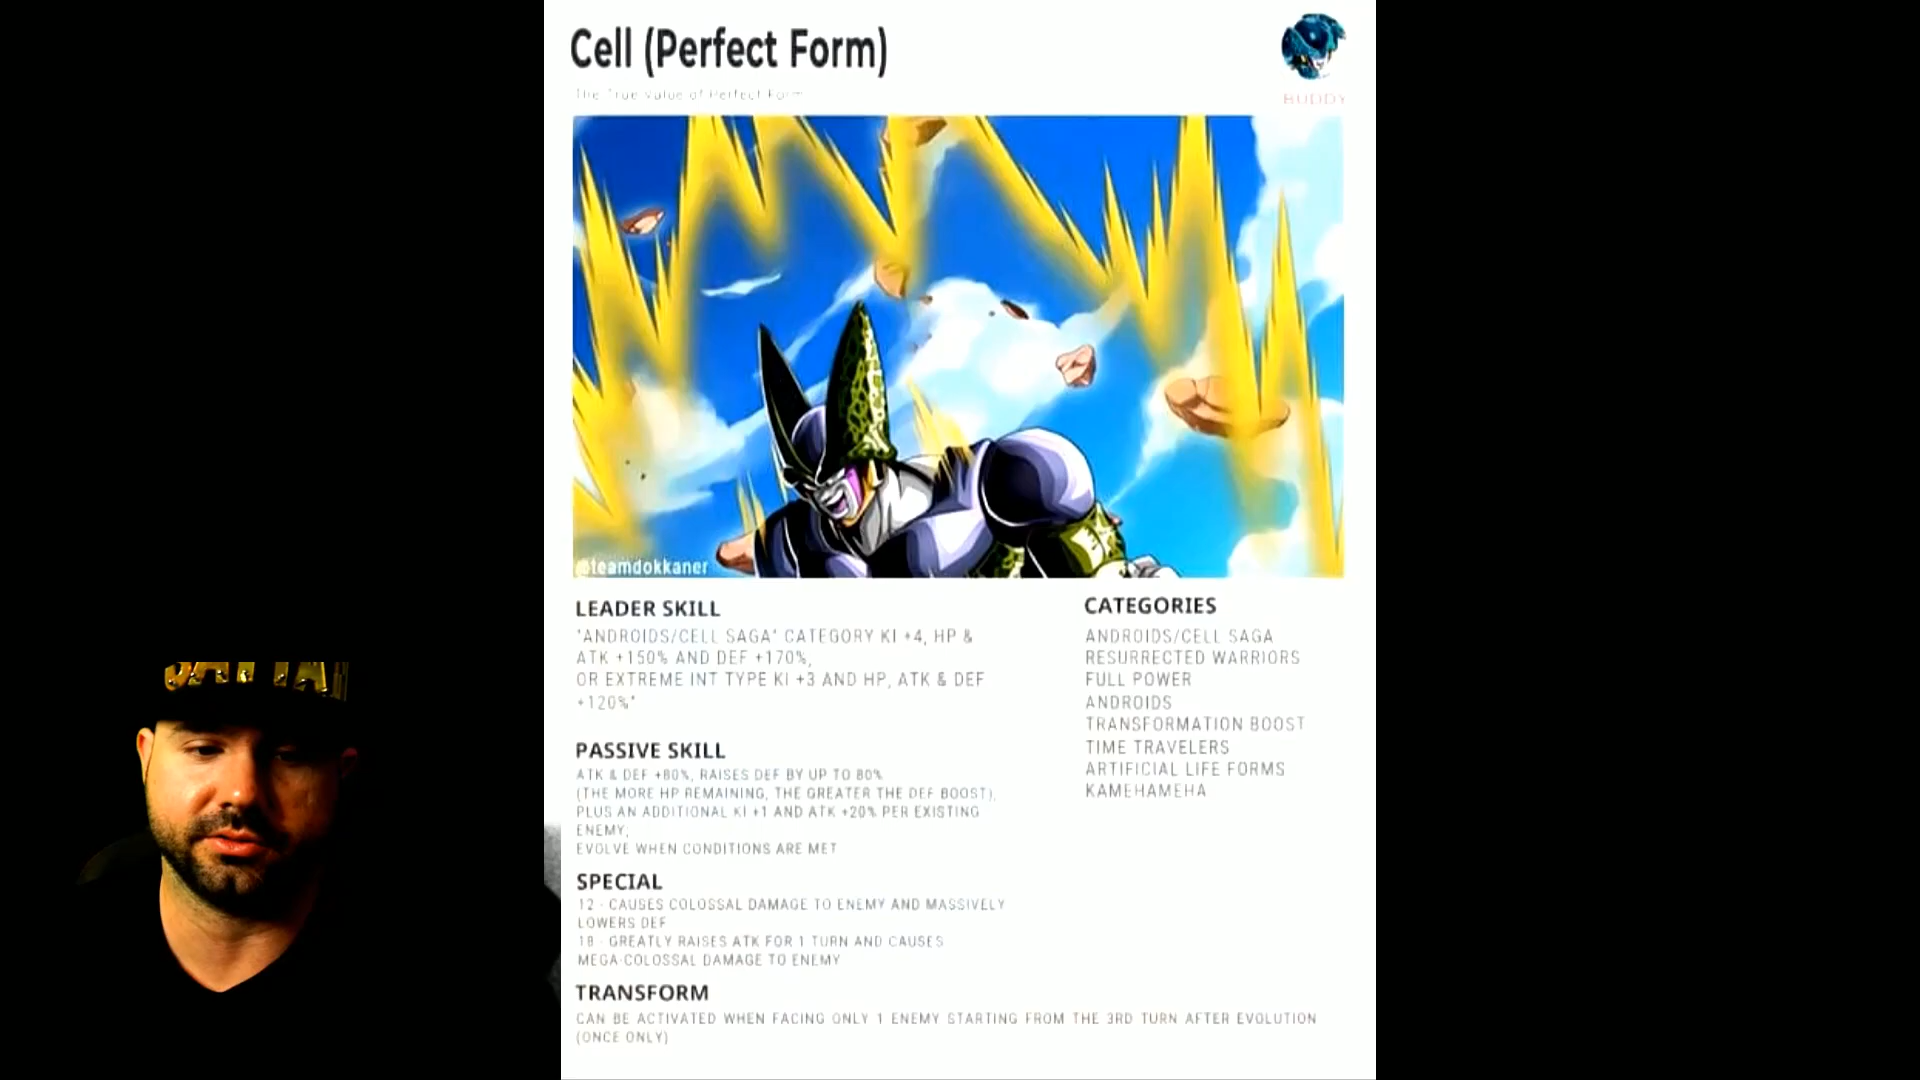 Cell (Perfect Form)
The True Value of Perfect Form
BUDDY
@teamdokkaner
LEADER SKILL
"ANDROIDS/CELL SAGA" CATEGORY KI +4, HP &
ATK +150% AND DEF +170%,
OR EXTREME INT TYPE KI +3 AND HP, ATK & DEF
+120%"
PASSIVE SKILL
ATK & DEF +80%, RAISES DEF BY UP TO 80%
(THE MORE HP REMAINING, THE GREATER THE DEF BOOST),
PLUS AN ADDITIONAL KI +1 AND ATK +20% PER EXISTING
ENEMY;
EVOLVE WHEN CONDITIONS ARE MET
SPECIAL
12 - CAUSES COLOSSAL DAMAGE TO ENEMY AND MASSIVELY
LOWERS DEF
18 - GREATLY RAISES ATK FOR 1 TURN AND CAUSES
MEGA-COLOSSAL DAMAGE TO ENEMY
TRANSFORM
CAN BE ACTIVATED WHEN FACING ONLY 1 ENEMY STARTING FROM THE 3RD TURN AFTER EVOLUTION
(ONCE ONLY)
CATEGORIES
ANDROIDS/CELL SAGA
RESURRECTED WARRIORS
FULL POWER
ANDROIDS
TRANSFORMATION BOOST
TIME TRAVELERS
ARTIFICIAL LIFE FORMS
KAMEHAMEHA